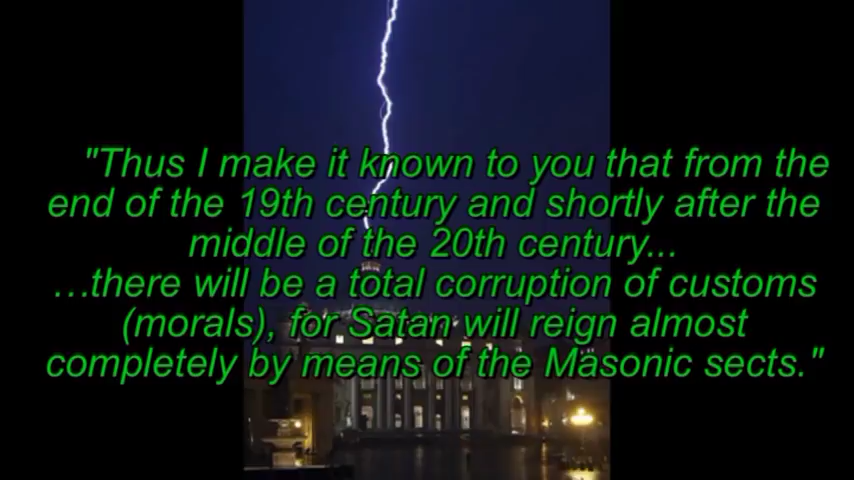 "Thus I make it known to you that from the
end of the 19th century and shortly after the
middle of the 20th century...
...there will be a total corruption of customs
(morals), for Satan will reign almost
completely by means of the Masonic sects."